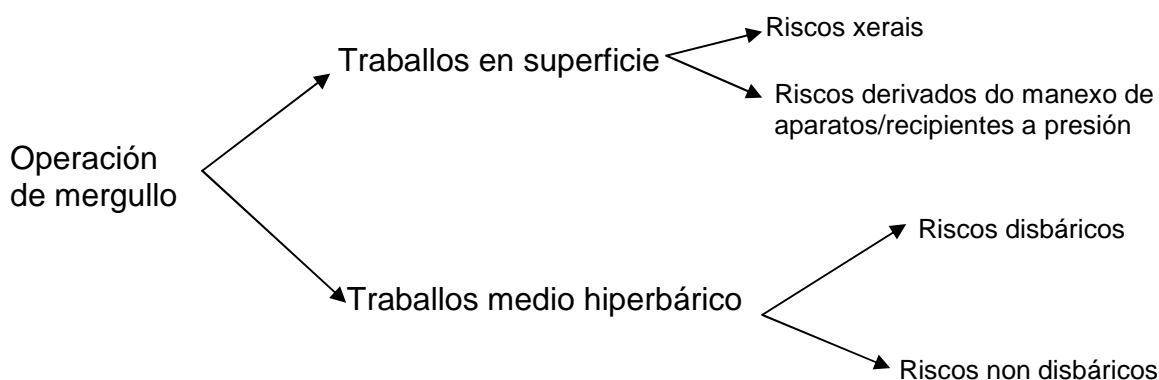 Riscos xerais
Traballos en superficie
Riscos derivados do manexo de
aparatos/recipientes a presión
Operación
de mergullo
Riscos disbáricos
Traballos medio hiperbárico
Riscos non disbáricos